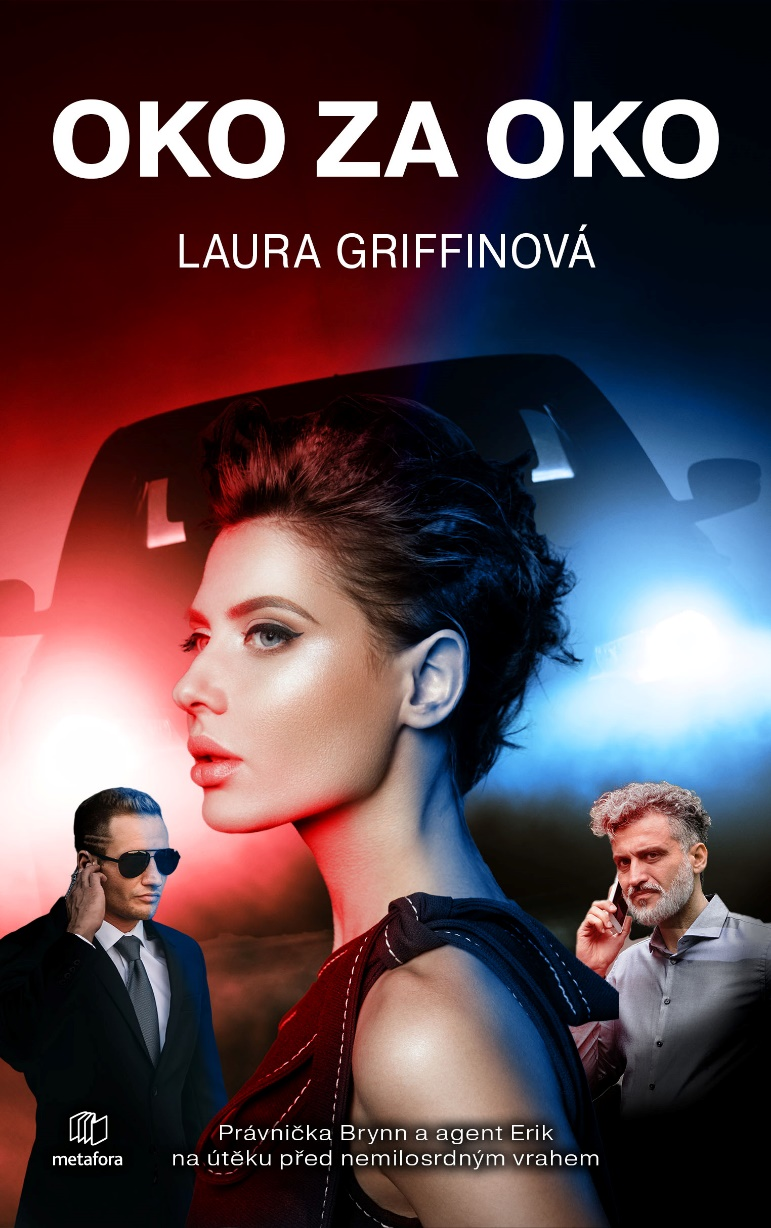 OKO ZA OKO
LAURA GRIFFINOVÁ
Právnička Brynn a agent Erik
na útěku před nemilosrdným vrahem
metafora